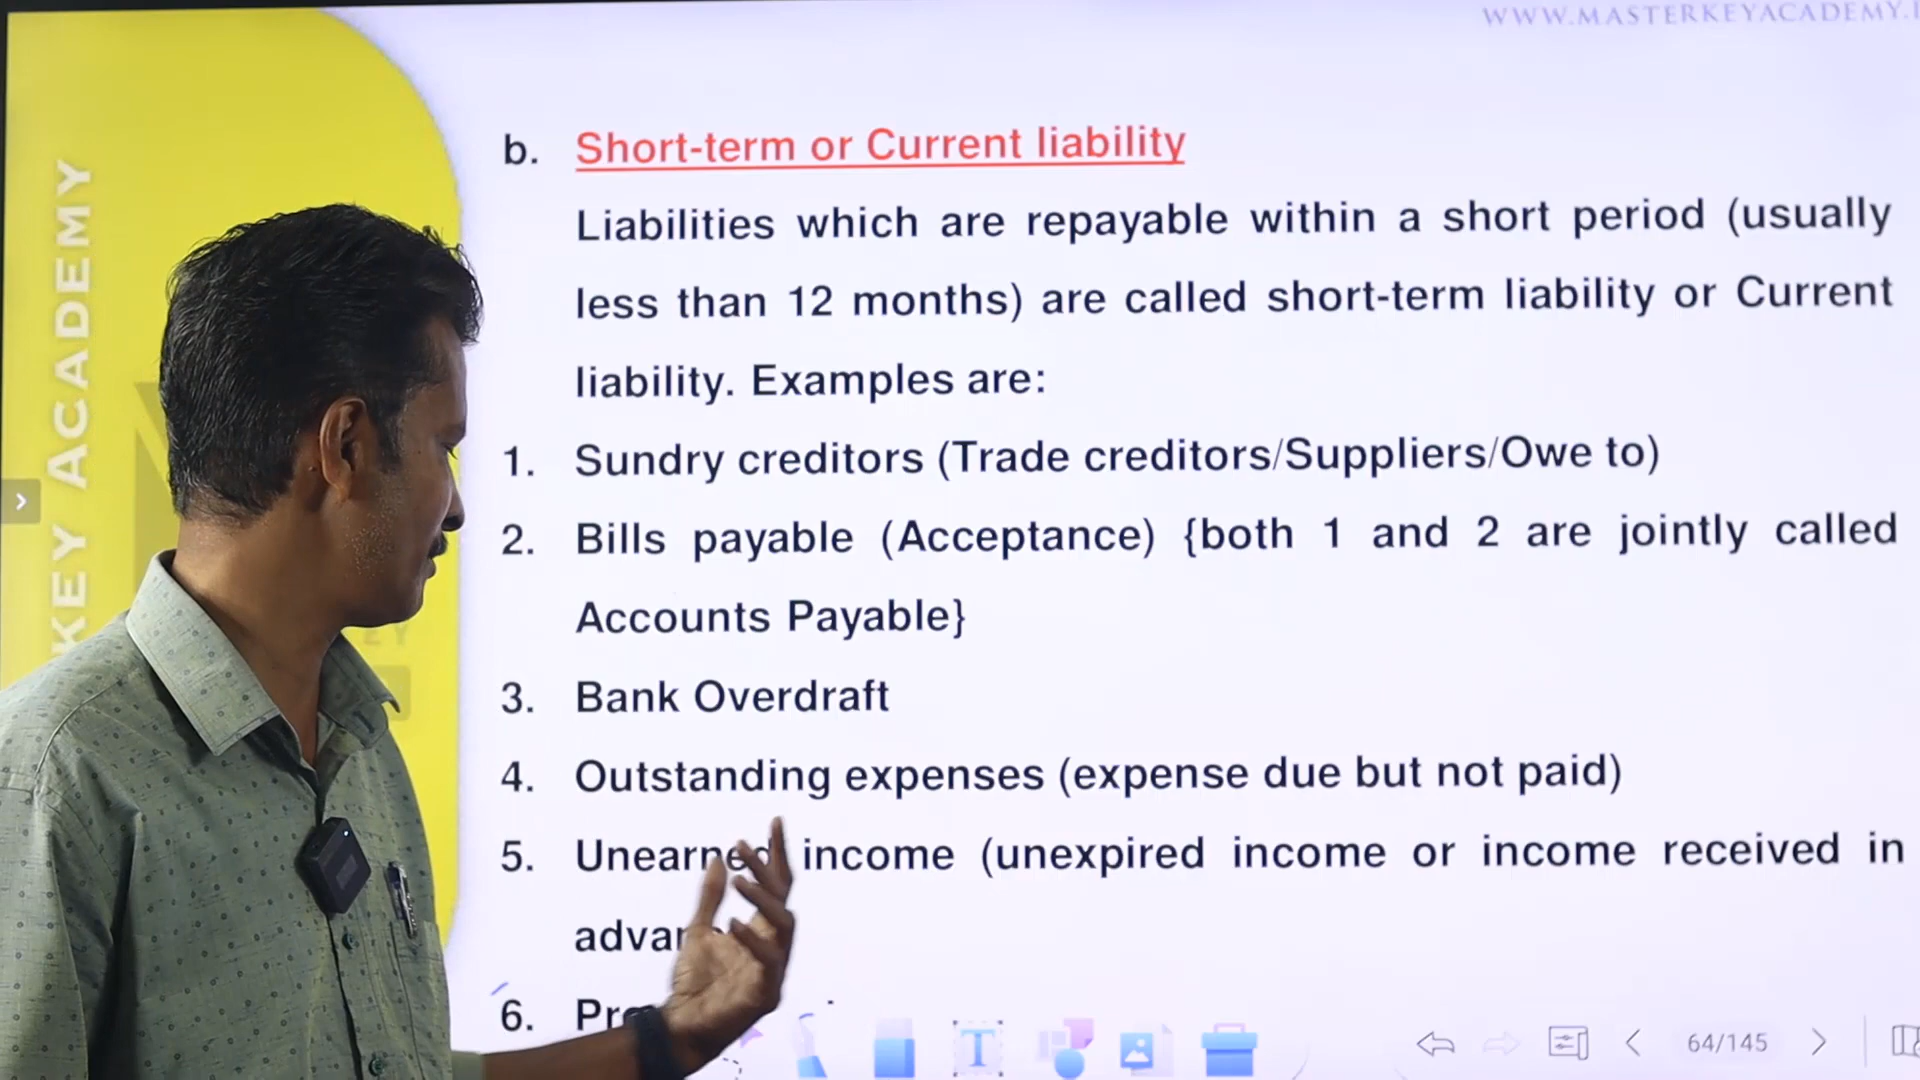 WWW.MASTERKEYACADEMY.
KEY ACADEMY
b. Short-term or Current liability
Liabilities which are repayable within a short period (usually
less than 12 months) are called short-term liability or Current
liability. Examples are:
1. Sundry creditors (Trade creditors/Suppliers/Owe to)
2. Bills payable (Acceptance) {both 1 and 2 are jointly called
Accounts Payable}
3. Bank Overdraft
4. Outstanding expenses (expense due but not paid)
5. Unearned income (unexpired income or income received in
6.
64/145